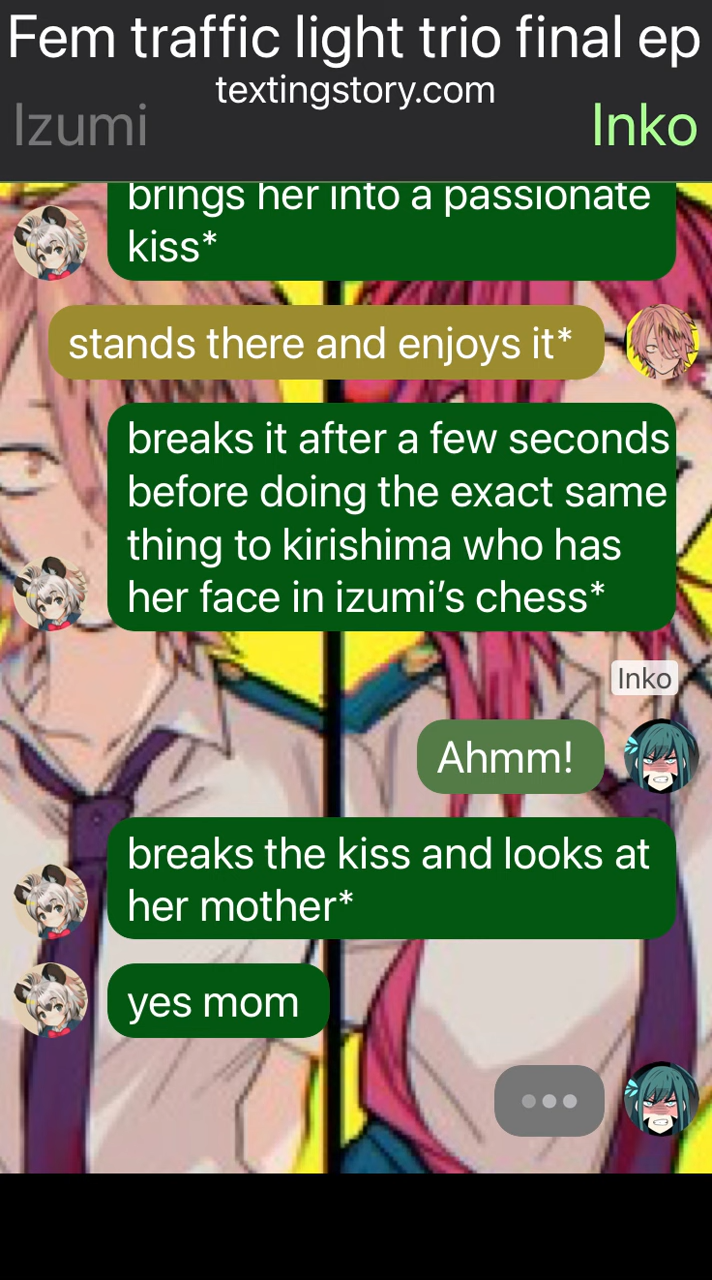 Fem traffic light trio final ep
textingstory.com
Izumi
Inko
brings her into a passionate
kiss*
stands there and enjoys it*
breaks it after a few seconds
before doing the exact same
thing to kirishima who has
her face in izumi’s chess*
Inko
Ahmm!
breaks the kiss and looks at
her mother*
yes mom